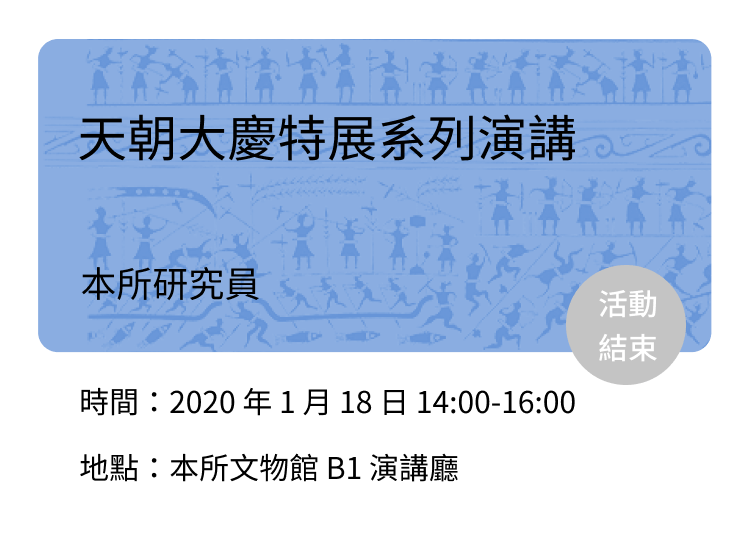 天朝大慶特展系列演講
本所研究員
活動
結束
時間：2020 年 1 月 18 日 14:00-16:00
地點：本所文物館 B1 演講廳